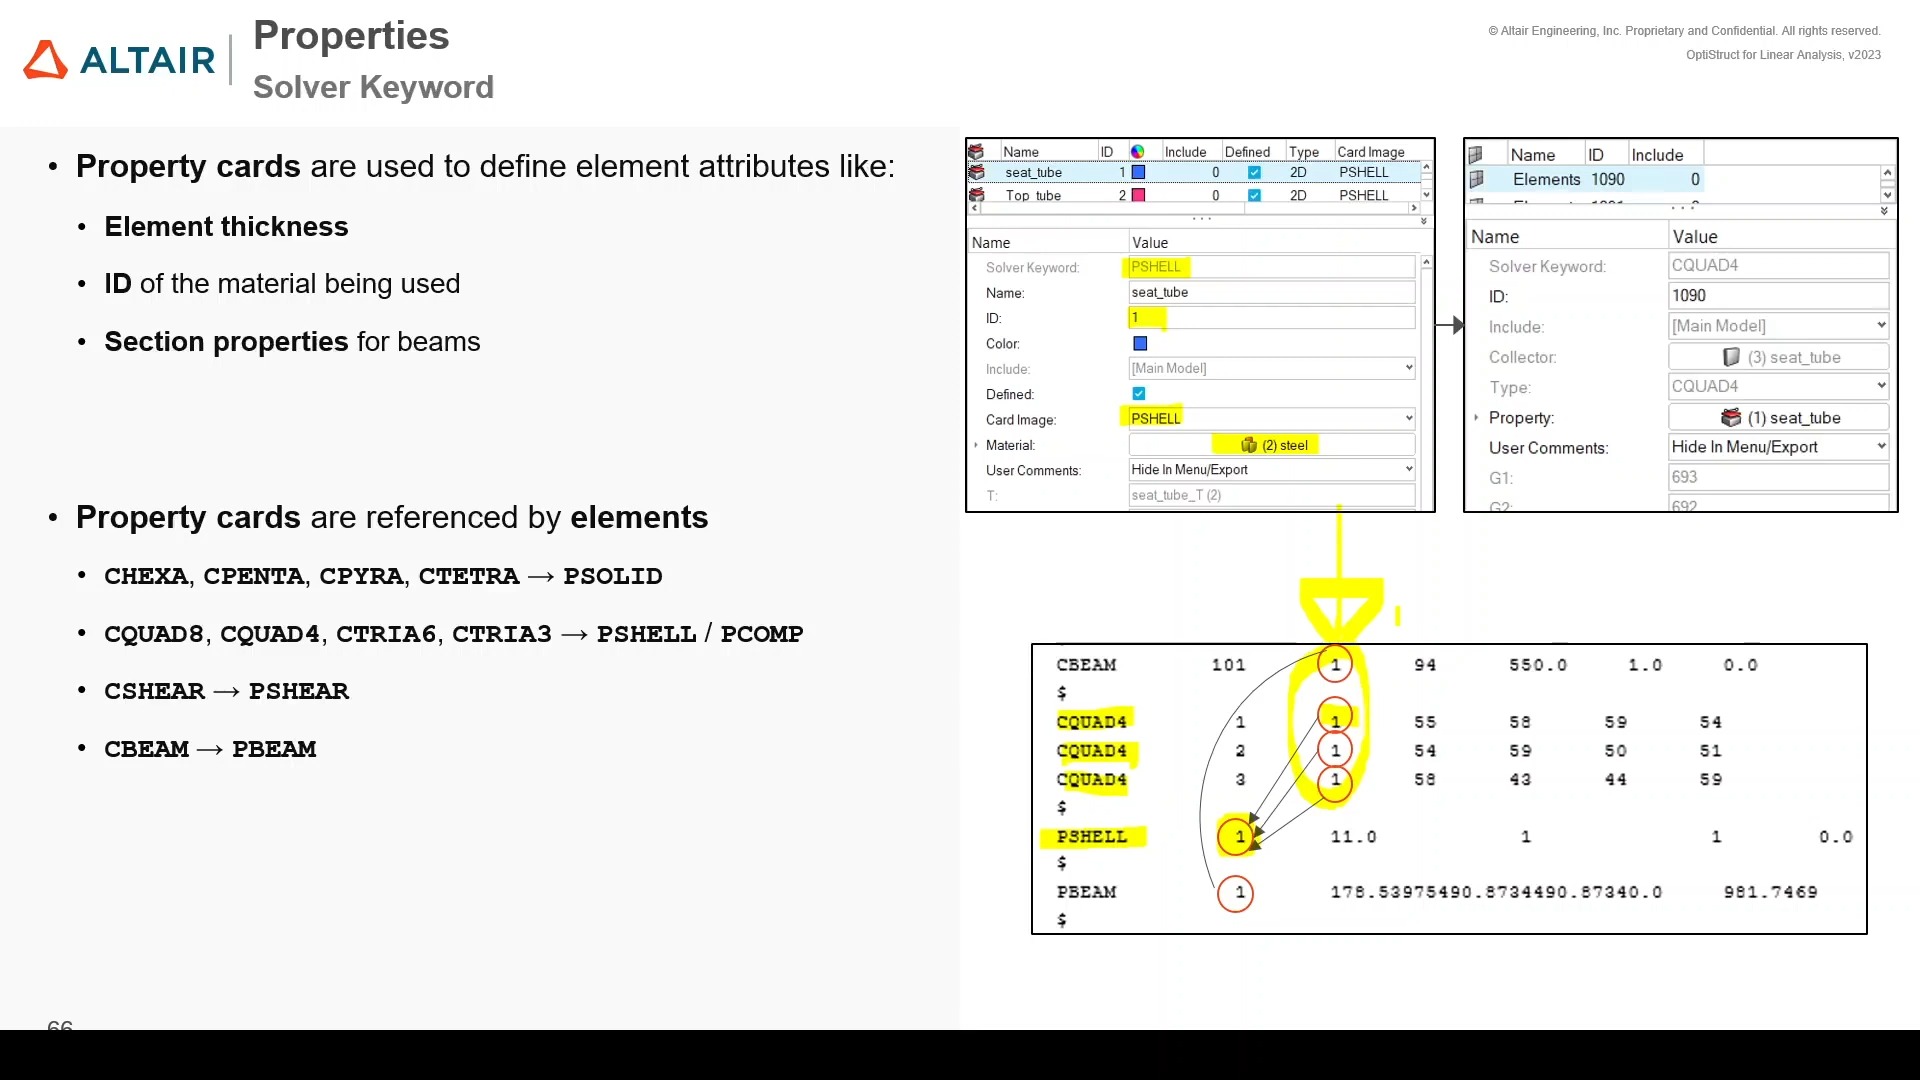 ALTAIR
Properties
Solver Keyword
© Altair Engineering, Inc. Proprietary and Confidential. All rights reserved.
OptiStruct for Linear Analysis, v2023
• Property cards are used to define element attributes like:
• Element thickness
• ID of the material being used
• Section properties for beams
• Property cards are referenced by elements
• CHEXA, CPENTA, CPYRA, CTETRA → PSOLID
• CQUAD8, CQUAD4, CTRIA6, CTRIA3 → PSHELL / PCOMP
• CSHEAR → PSHEAR
• CBEAM → PBEAM
Name ID Include Defined Type Card Image
seat_tube 1 0 2D PSHELL
Top_tube 2 0 2D PSHELL
Name Value
Solver Keyword: PSHELL
Name: seat_tube
ID: 1
Color:
Include: [Main Model]
Defined:
Card Image: PSHELL
Material: (2) steel
User Comments: Hide In Menu/Export
T: seat_tube_T (2)
Name ID Include
Elements 1090 0
Name Value
Solver Keyword: CQUAD4
ID: 1090
Include: [Main Model]
Collector: (3) seat_tube
Type: CQUAD4
Property: (1) seat_tube
User Comments: Hide In Menu/Export
G1: 693
G2: 692
CBEAM 101 1 94 550.0 1.0 0.0
$
CQUAD4 1 1 55 58 59 54
CQUAD4 2 1 54 59 50 51
CQUAD4 3 1 58 43 44 59
$
PSHELL 1 11.0 1 1 0.0
$
PBEAM 1 178.53975490.8734490.87340.0 981.7469
$
66